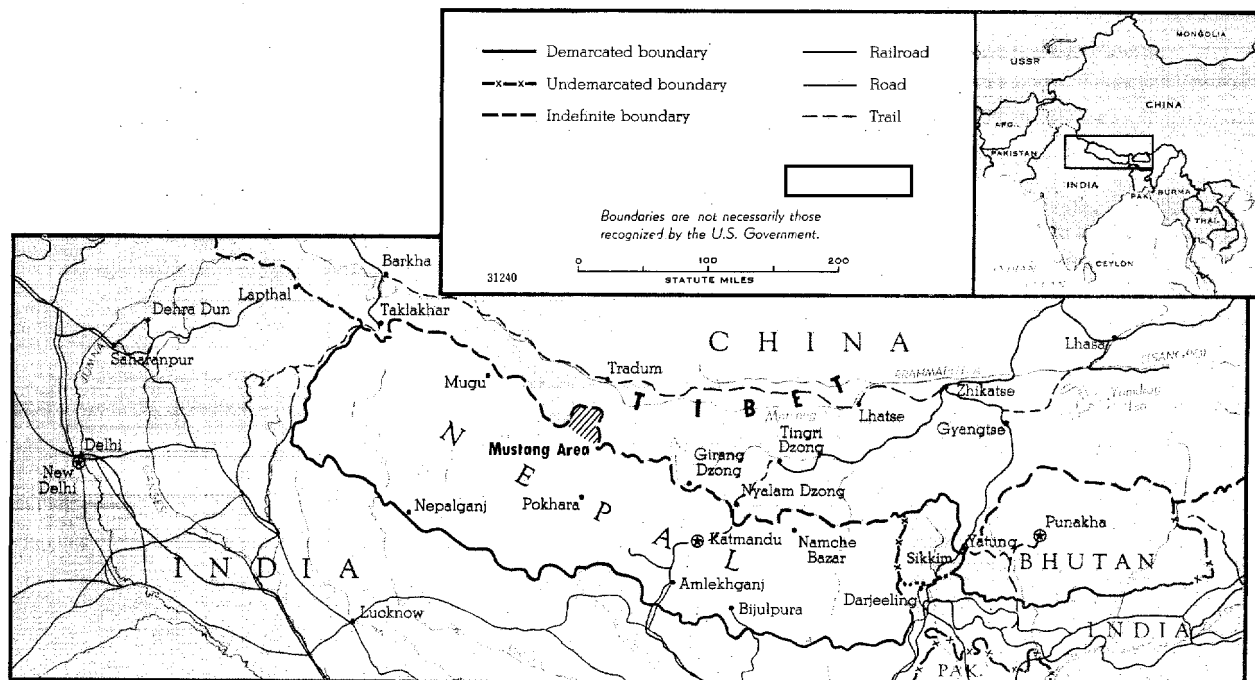 Demarcated boundary
Undemarcated boundary
Indefinite boundary
Railroad
Road
Trail
Boundaries are not necessarily those
recognized by the U.S. Government.
31240
0 100 200
STATUTE MILES
MONGOLIA
USSR
CHINA
AFG.
PAKISTAN
INDIA
PAK.
BURMA
THAI.
CEYLON
Barkha
Lapthal
Taklakhar
Dehra Dun
Saharanpur
JUMNA
CHINA
Lhasa
Tradum
Mugu
TIBET
Zhikatse
Lhatse
Gyangtse
Tingri
Dzong
Mustang Area
Girang
Dzong
Delhi
New
Delhi
NEPAL
Nyalam Dzong
Nepalganj
Pokhara
Katmandu
Namche
Bazar
Punakha
Yatung
Sikkim
BHUTAN
INDIA
Amlekhganj
Darjeeling
Bijulpura
Lucknow
INDIA
PAK.